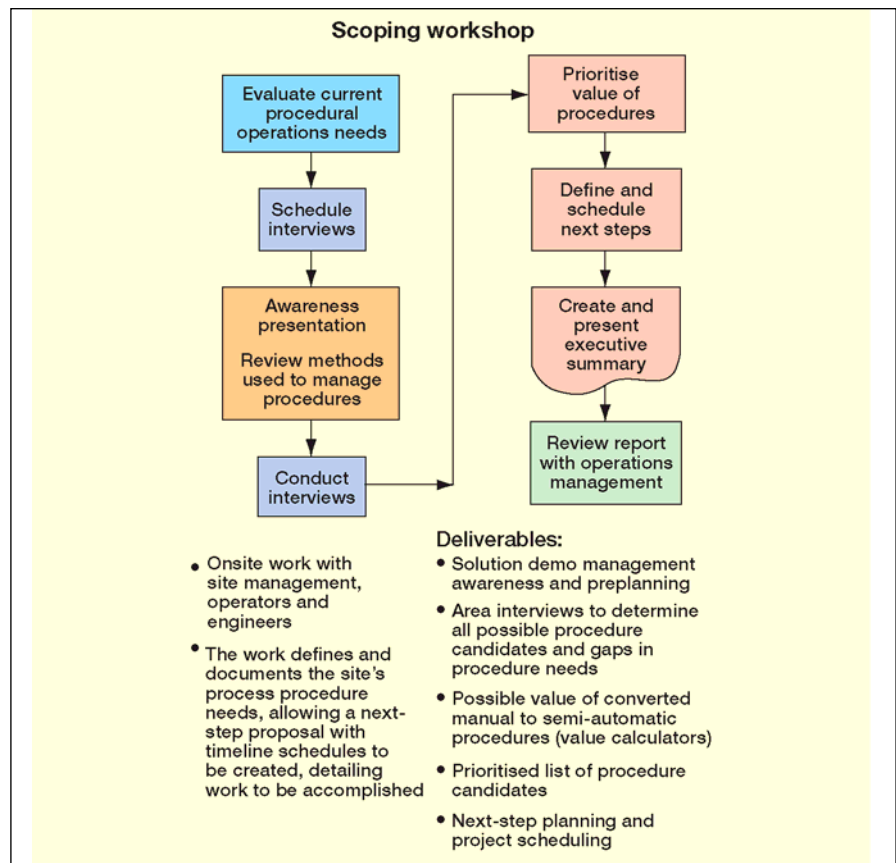 Scoping workshop
Evaluate current
procedural
operations needs
Schedule
interviews
Awareness
presentation
Review methods
used to manage
procedures
Conduct
interviews
Prioritise
value of
procedures
Define and
schedule
next steps
Create and
present
executive
summary
Review report
with operations
management
• Onsite work with
site management,
operators and
engineers
• The work defines and
documents the site's
process procedure
needs, allowing a next-
step proposal with
timeline schedules to
be created, detailing
work to be accomplished
Deliverables:
• Solution demo management
awareness and preplanning
• Area interviews to determine
all possible procedure
candidates and gaps in
procedure needs
• Possible value of converted
manual to semi-automatic
procedures (value calculators)
• Prioritised list of procedure
candidates
• Next-step planning and
project scheduling